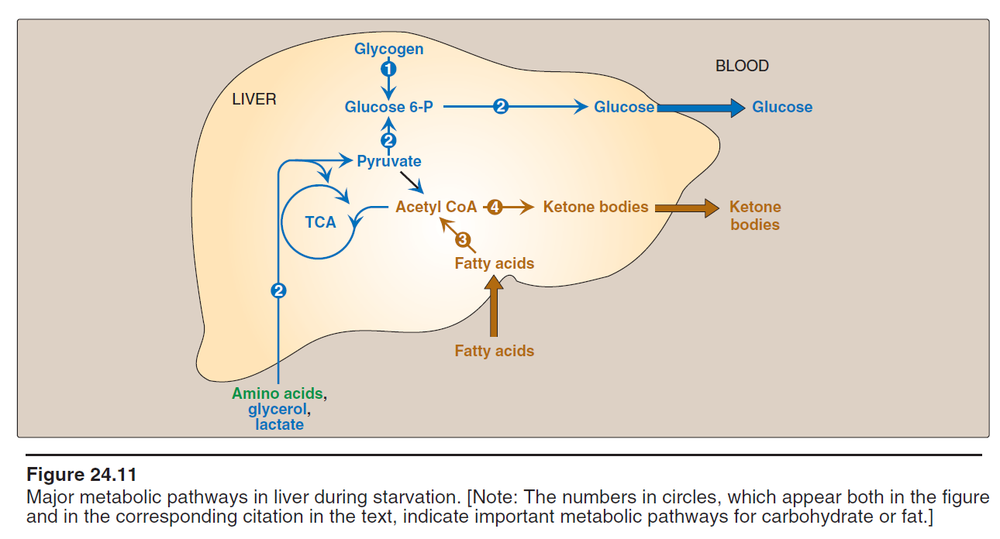 Glycogen
1
BLOOD
LIVER
Glucose 6-P
2
Glucose
Glucose
2
Pyruvate
Acetyl CoA
4
Ketone bodies
Ketone
bodies
TCA
3
Fatty acids
2
Fatty acids
Amino acids,
glycerol,
lactate
Figure 24.11
Major metabolic pathways in liver during starvation. [Note: The numbers in circles, which appear both in the figure
and in the corresponding citation in the text, indicate important metabolic pathways for carbohydrate or fat.]